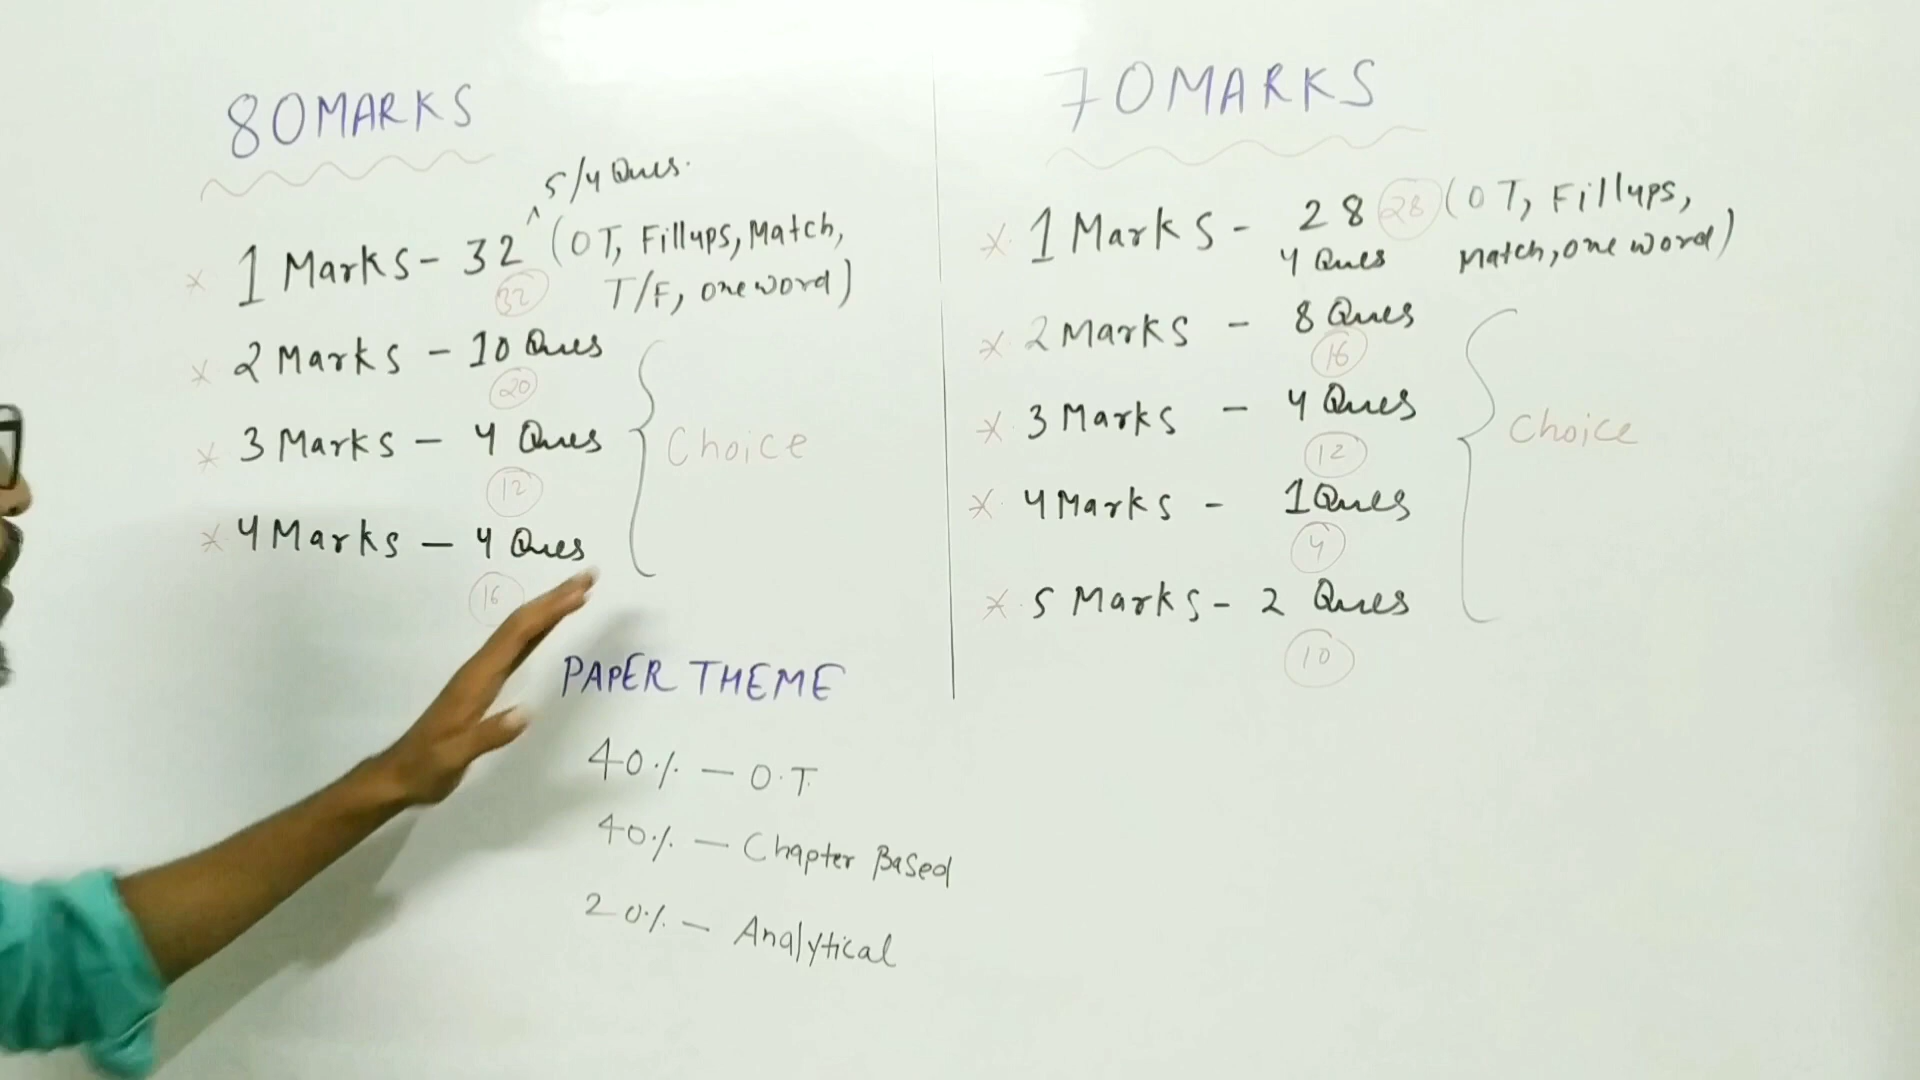 80MARKS
5/4 Ques.
^
* 1 Marks - 32 (OT, Fillups, Match,
32 T/F, one word)
* 2 Marks - 10 Ques
20
* 3 Marks - 4 Ques
12
Choice
* 4 Marks - 4 Ques
16
70MARKS
* 1 Marks - 28 28 (OT, Fillups,
4 Ques Match, one word)
* 2 Marks - 8 Ques
16
* 3 Marks - 4 Ques
12
Choice
* 4 Marks - 1 Ques
4
* 5 Marks - 2 Ques
10
PAPER THEME
40% - O.T
40% - Chapter Based
20% - Analytical